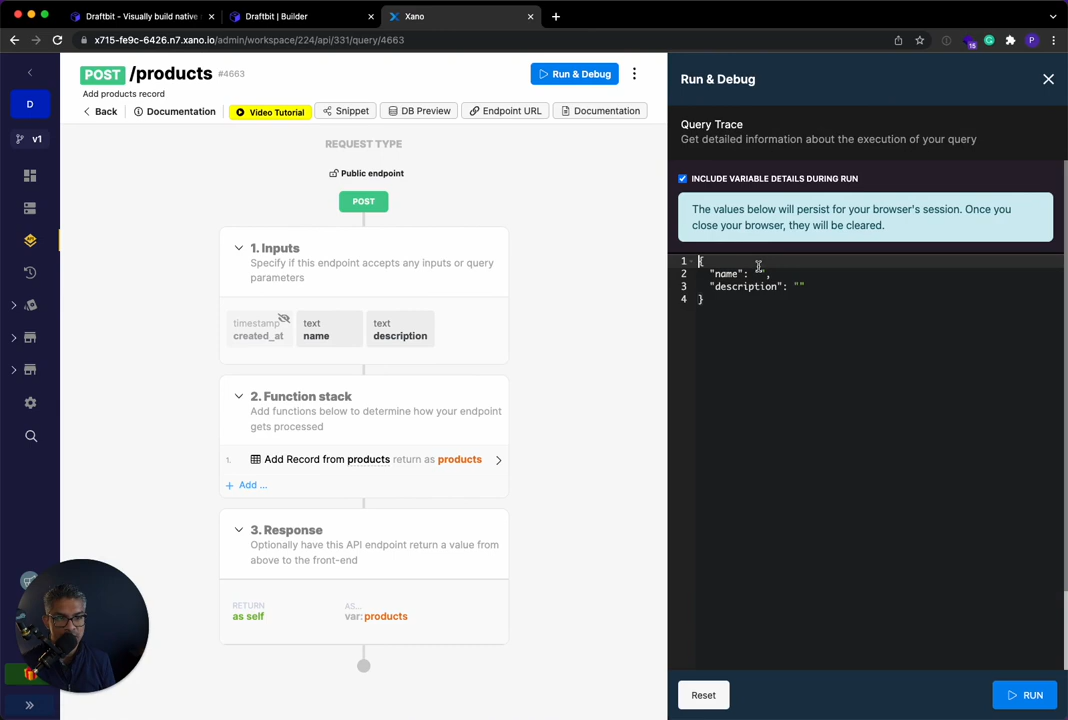 Draftbit - Visually build native
Draftbit | Builder
Xano
x715-fe9c-6426.n7.xano.io/admin/workspace/224/api/331/query/4663
15
P
D
v1
POST /products #4663
Add products record
Run & Debug
Back
Documentation
Video Tutorial
Snippet
DB Preview
Endpoint URL
Documentation
REQUEST TYPE
Public endpoint
POST
1. Inputs
Specify if this endpoint accepts any inputs or query
parameters
timestamp
created_at
text
name
text
description
2. Function stack
Add functions below to determine how your endpoint
gets processed
1. Add Record from products return as products
+ Add ...
3. Response
Optionally have this API endpoint return a value from
above to the front-end
RETURN
as self
AS...
var: products
Run & Debug
Query Trace
Get detailed information about the execution of your query
INCLUDE VARIABLE DETAILS DURING RUN
The values below will persist for your browser's session. Once you
close your browser, they will be cleared.
1 {
2 "name": "",
3 "description": ""
4 }
Reset
RUN